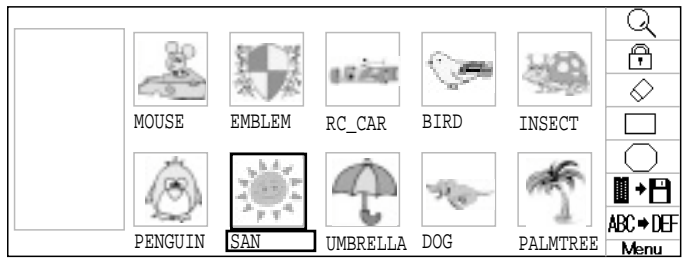 MOUSE EMBLEM RC_CAR BIRD INSECT
PENGUIN SAN UMBRELLA DOG PALMTREE
ABC➡DEF
Menu